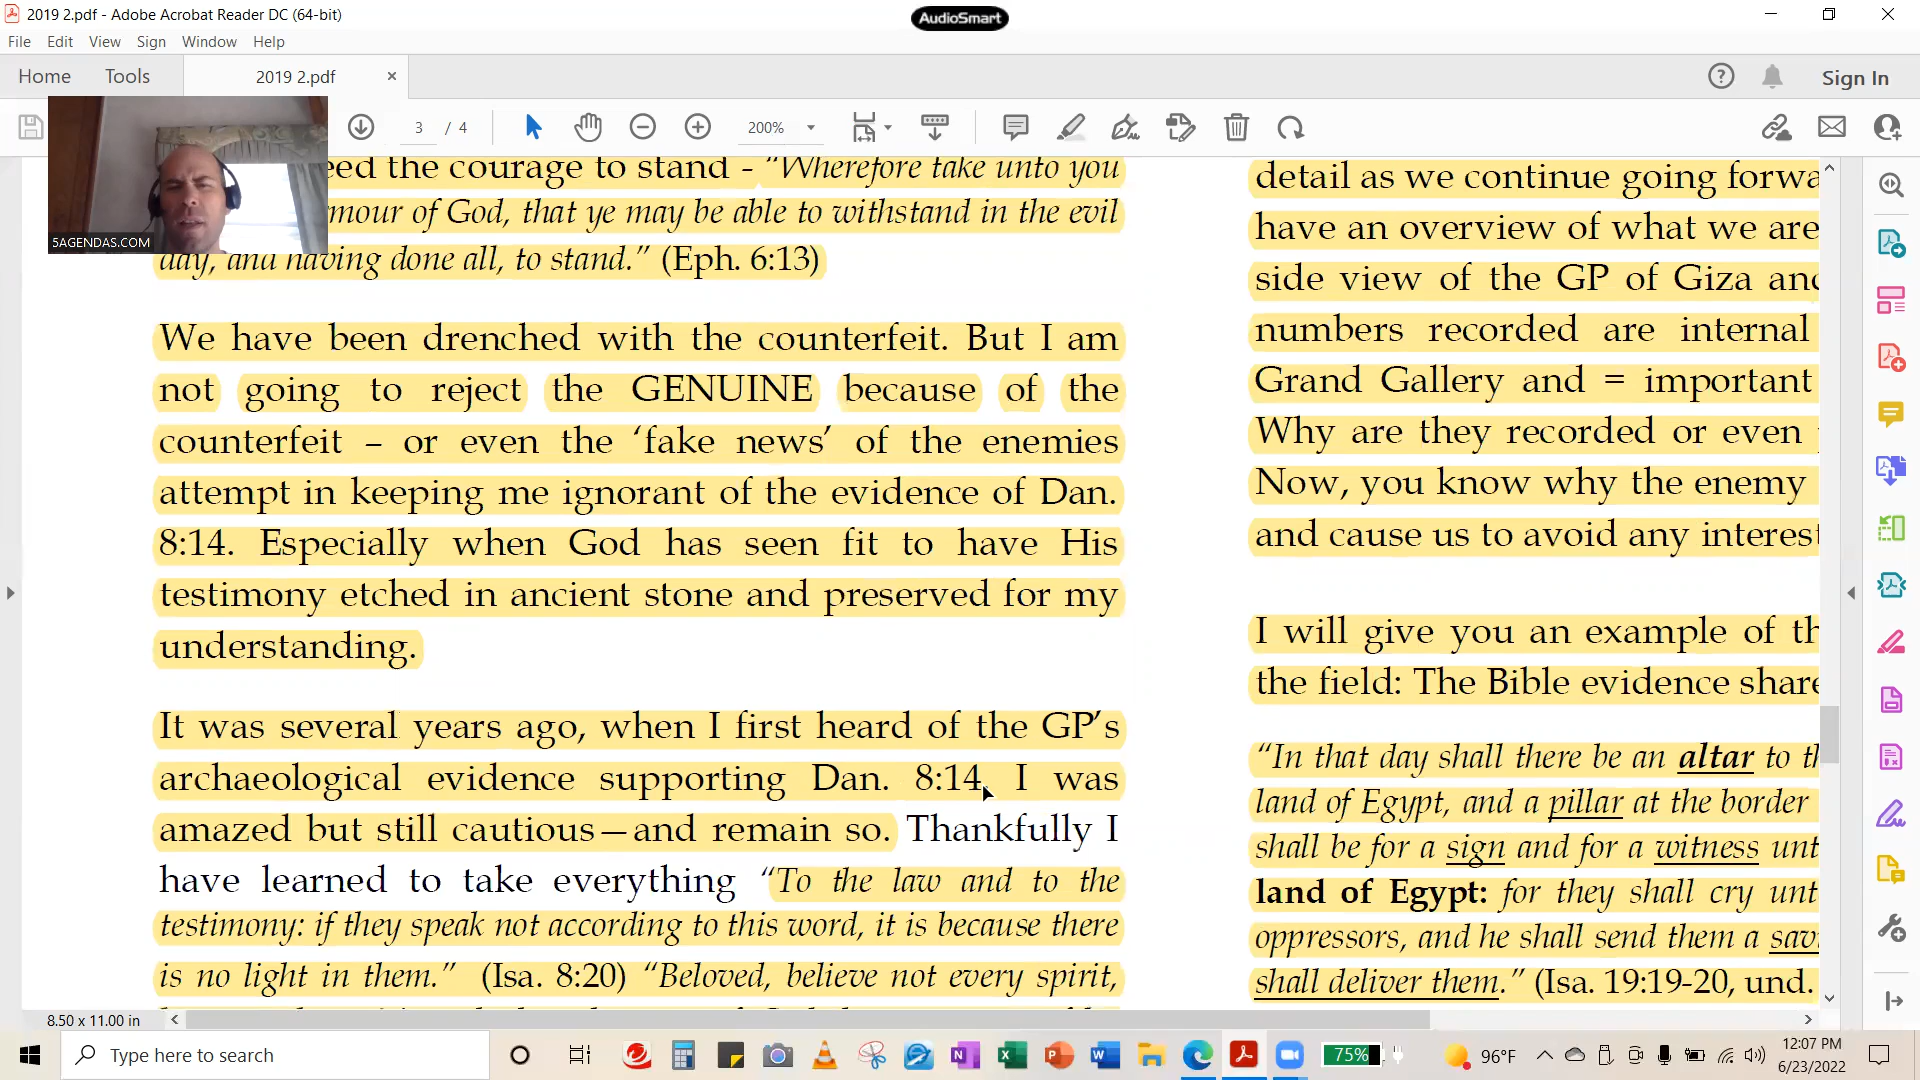 2019 2.pdf - Adobe Acrobat Reader DC (64-bit)
AudioSmart
File Edit View Sign Window Help
Home Tools 2019 2.pdf × Sign In
3 / 4 200%
5AGENDAS.COM
the courage to stand - “Wherefore take unto you
of God, that ye may be able to withstand in the evil
day, and having done all, to stand.” (Eph. 6:13)
We have been drenched with the counterfeit. But I am
not going to reject the GENUINE because of the
counterfeit – or even the ‘fake news’ of the enemies
attempt in keeping me ignorant of the evidence of Dan.
8:14. Especially when God has seen fit to have His
testimony etched in ancient stone and preserved for my
understanding.
It was several years ago, when I first heard of the GP’s
archaeological evidence supporting Dan. 8:14. I was
amazed but still cautious—and remain so. Thankfully I
have learned to take everything “To the law and to the
testimony: if they speak not according to this word, it is because there
is no light in them.” (Isa. 8:20) “Beloved, believe not every spirit,
detail as we continue going
have an overview of what we are
side view of the GP of Giza
numbers recorded are internal
Grand Gallery and = important
Why are they recorded or even
Now, you know why the enemy
and cause us to avoid any
I will give you an example of
the field: The Bible evidence
“In that day shall there be an altar to
land of Egypt, and a pillar at the border
shall be for a sign and for a witness
land of Egypt: for they shall cry
oppressors, and he shall send them a
shall deliver them.” (Isa. 19:19-20, und.
8.50 x 11.00 in
Type here to search
75%
96°F
12:07 PM
6/23/2022